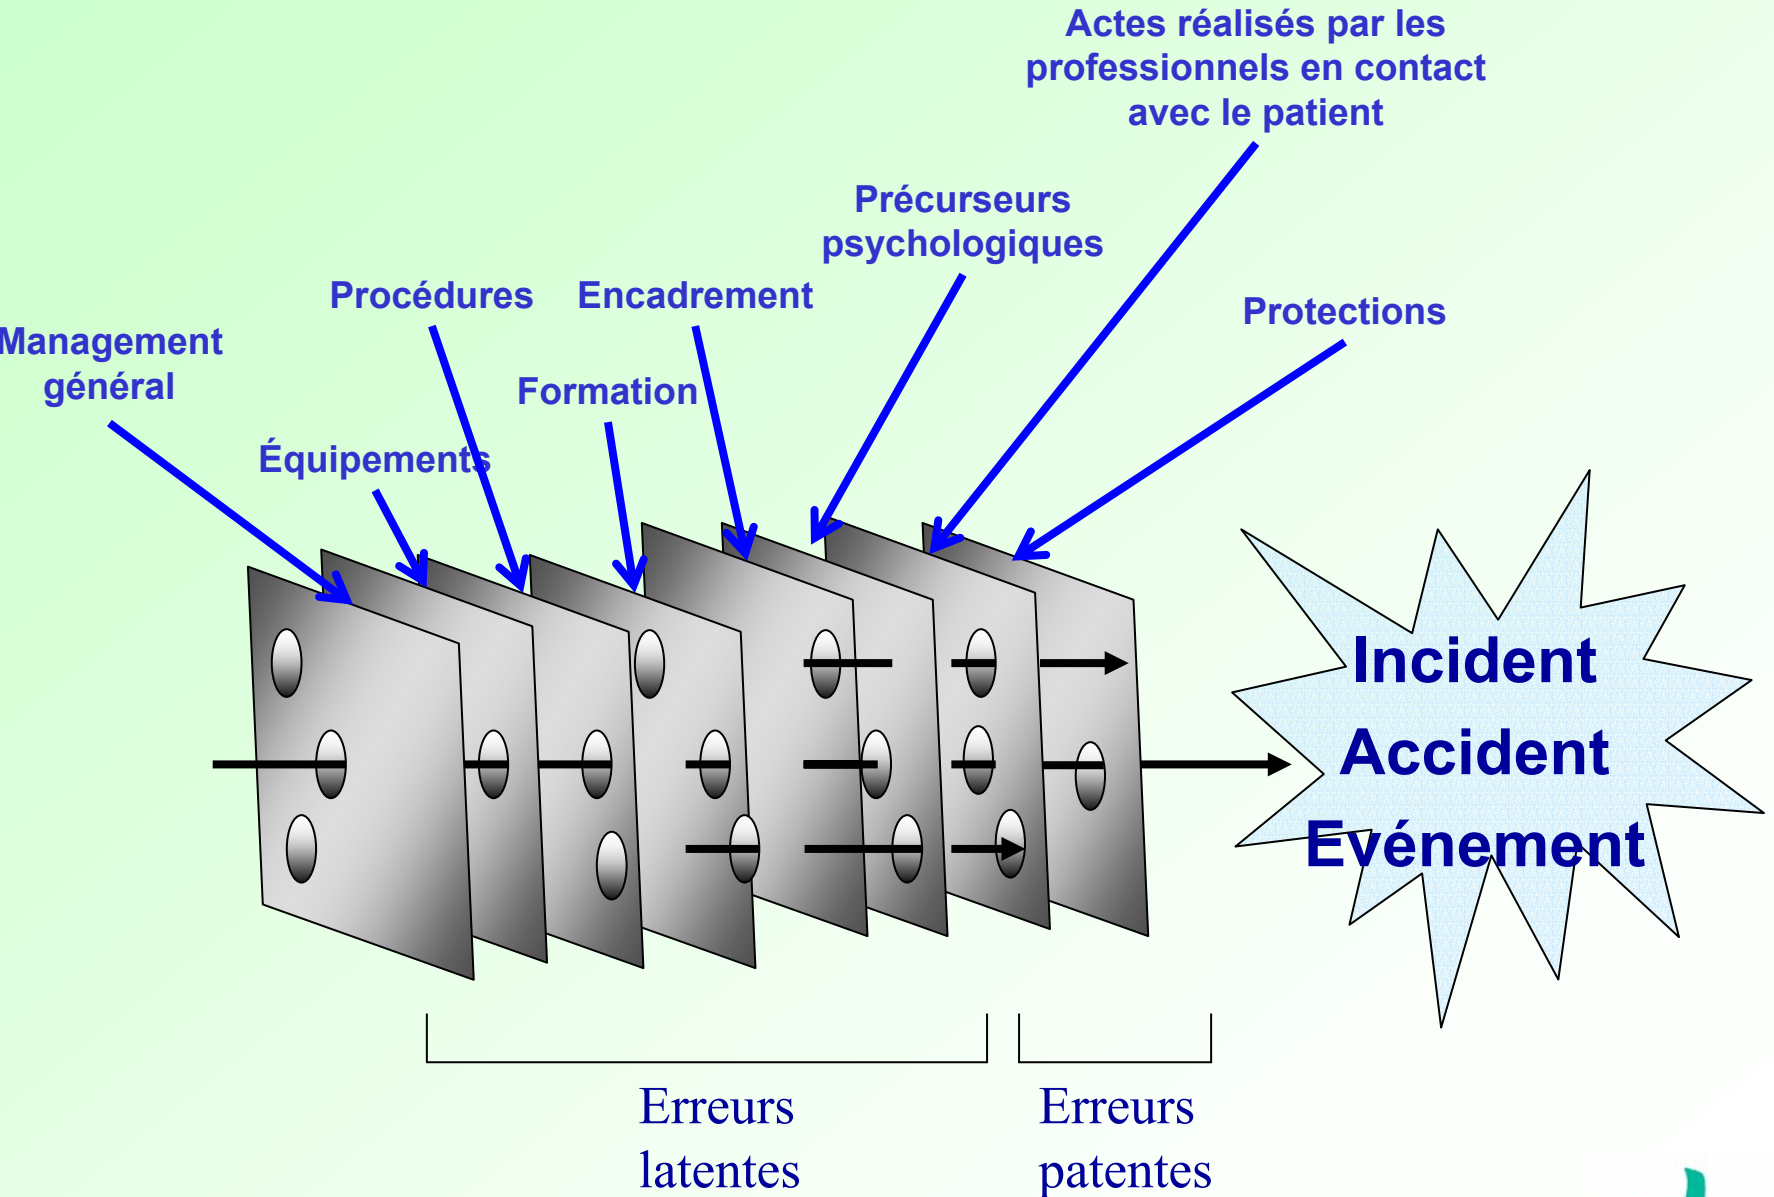 Actes réalisés par les
professionnels en contact
avec le patient
Précurseurs
psychologiques
Procédures
Encadrement
Protections
Management
général
Formation
Équipements
Incident
Accident
Evénement
Erreurs
latentes
Erreurs
patentes